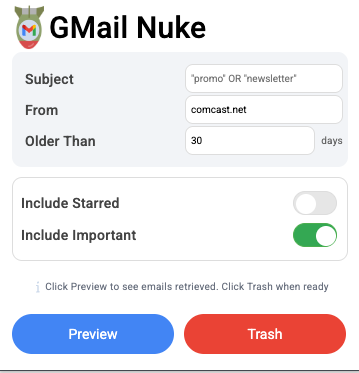 GMail Nuke
Subject "promo" OR "newsletter"
From comcast.net
Older Than 30 days
Include Starred
Include Important
i Click Preview to see emails retrieved. Click Trash when ready
Preview Trash